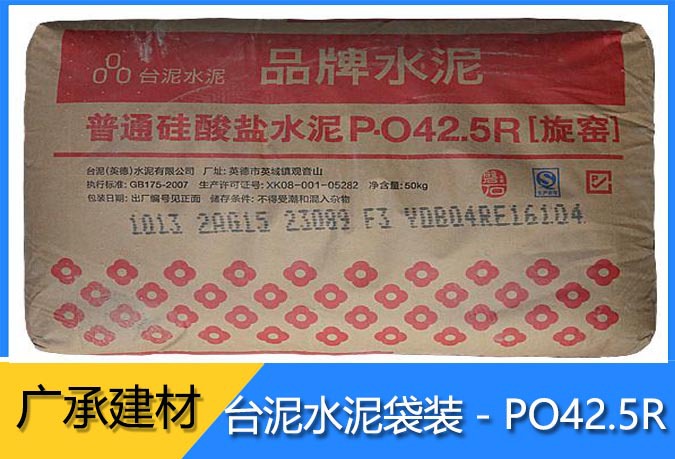 台泥水泥 品牌水泥
普通硅酸盐水泥P·O42.5R[旋窑]
台泥(英德)水泥有限公司 厂址: 英德市英城镇观音山
执行标准: GB175-2007 生产许可证号: XK08-001-05282 净含量: 50kg
包装日期: 出厂编号见正面 储存条件: 不得受潮和混入杂物
1013 2AG15 23099 F3 YDBQ4RE16104
广承建材 台泥水泥袋装 - PO42.5R